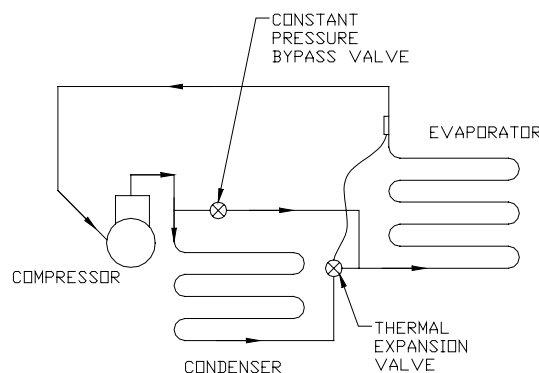 CONSTANT
PRESSURE
BYPASS VALVE
EVAPORATOR
COMPRESSOR
THERMAL
EXPANSION
VALVE
CONDENSER